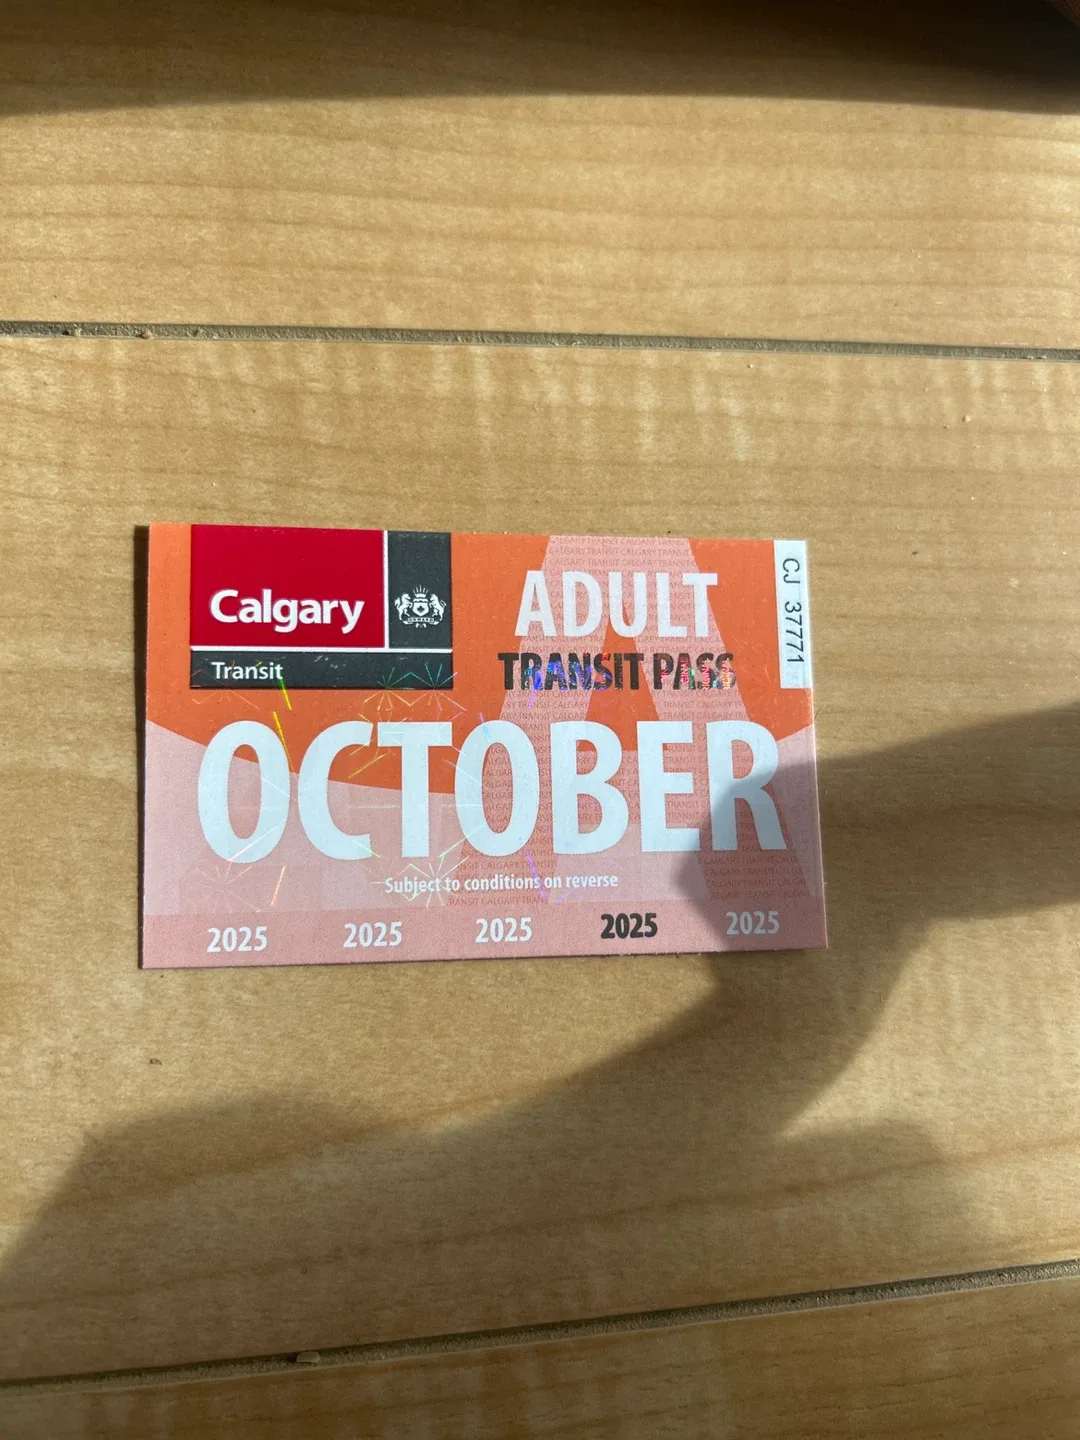 Calgary
Transit
ADULT
TRANSIT PASS
CJ 37771
OCTOBER
Subject to conditions on reverse
2025 2025 2025 2025 2025